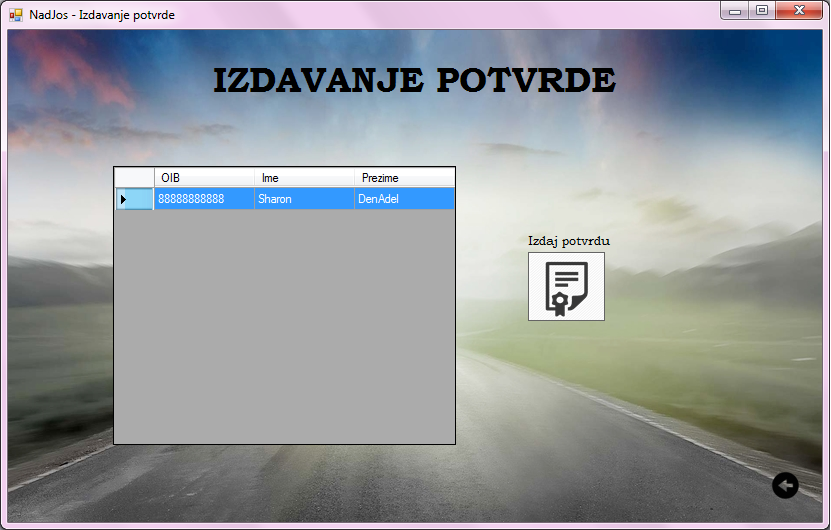 NadJos - Izdavanje potvrde
IZDAVANJE POTVRDE
OIB Ime Prezime
88888888888 Sharon DenAdel
Izdaj potvrdu